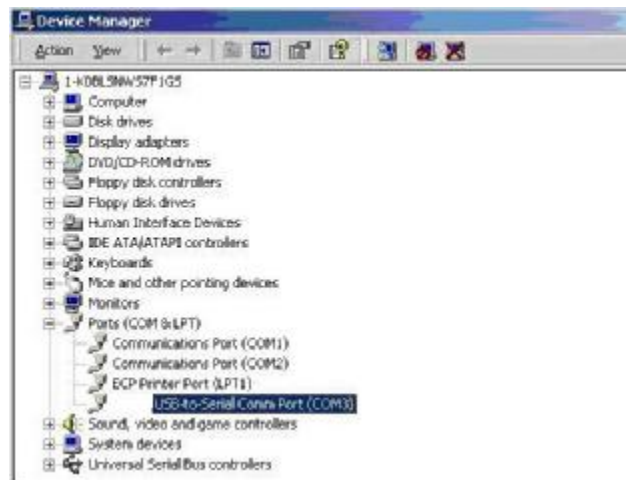 Device Manager
Action View
1-K0BL5NWS7F1G5
Computer
Disk drives
Display adapters
DVD/CD-ROM drives
Floppy disk controllers
Floppy disk drives
Human Interface Devices
IDE ATA/ATAPI controllers
Keyboards
Mice and other pointing devices
Monitors
Ports (COM & LPT)
Communications Port (COM1)
Communications Port (COM2)
ECP Printer Port (LPT1)
USB-to-Serial Comm Port (COM3)
Sound, video and game controllers
System devices
Universal Serial Bus controllers